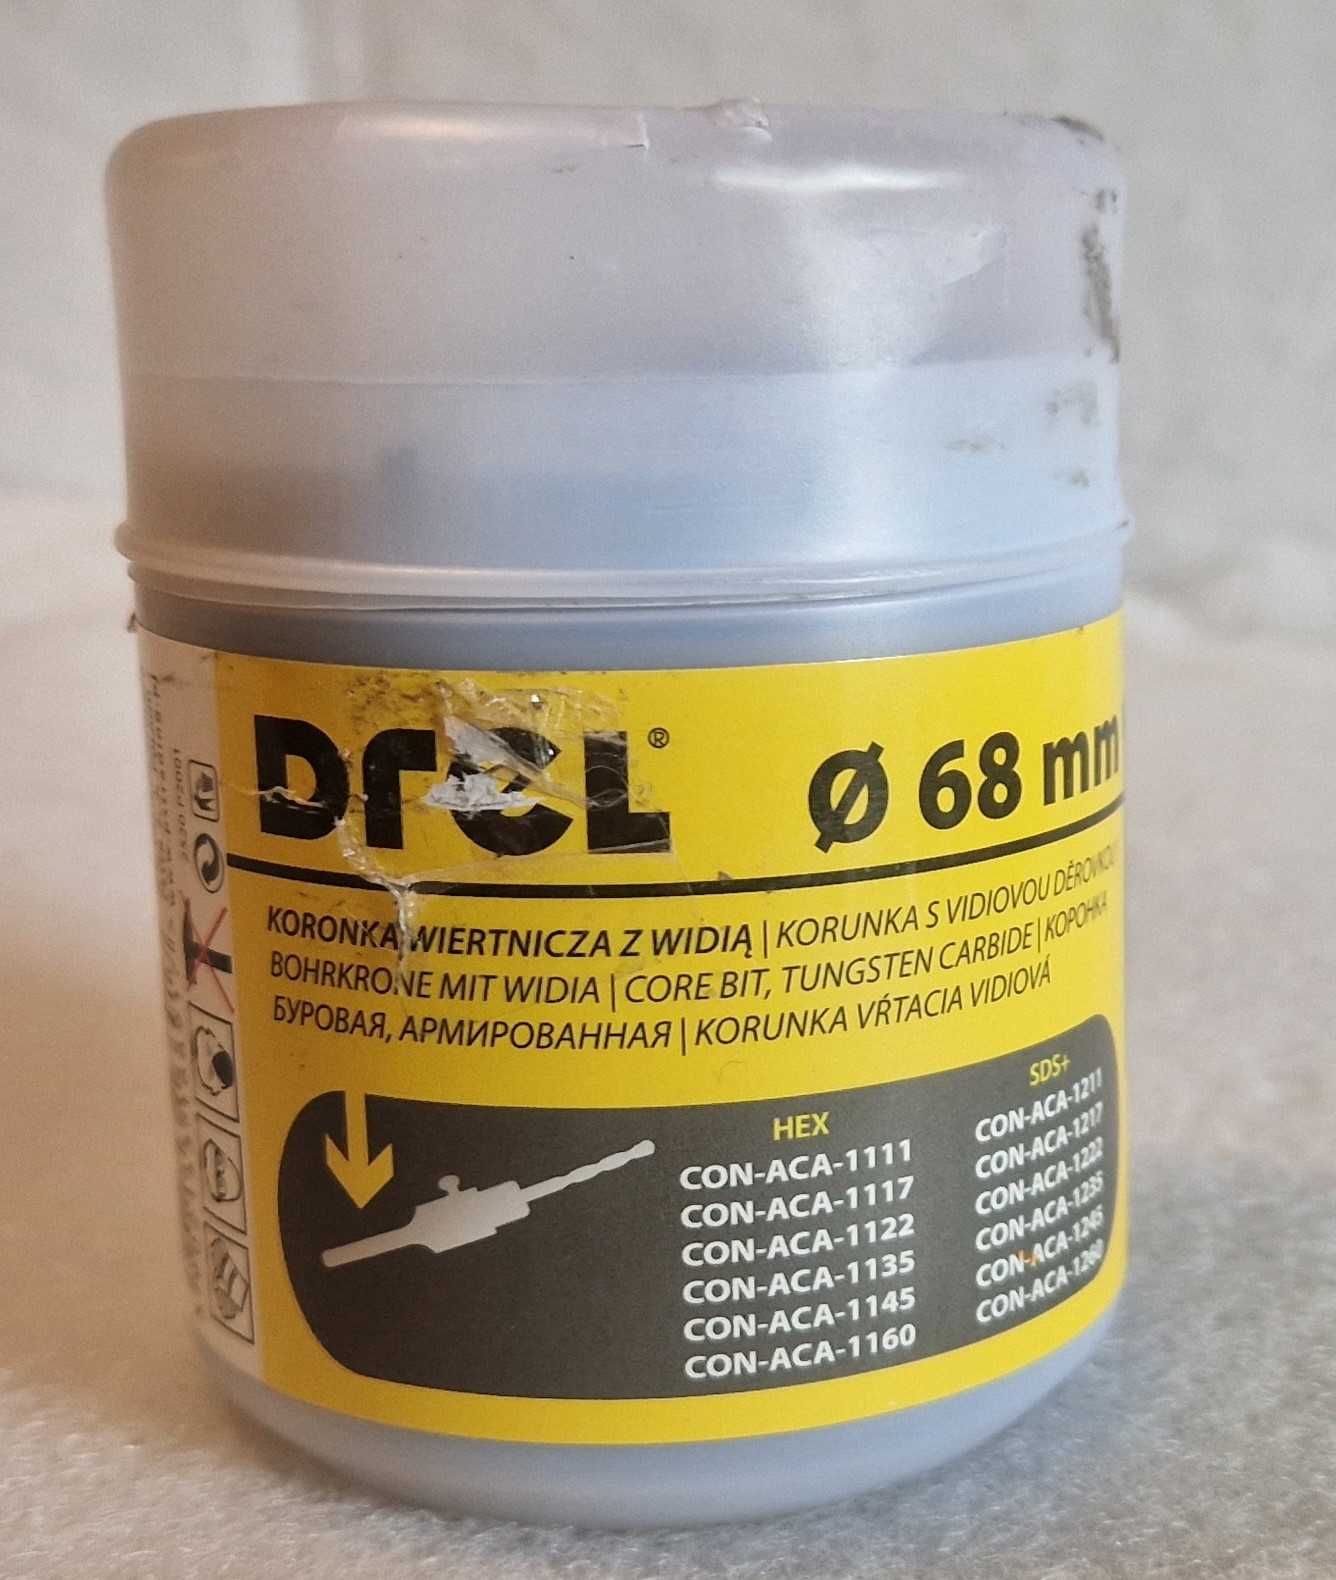 DrEL®
Ø 68 mm
KORONKA WIERTNICZA Z WIDIĄ | KORUNKA S VIDIOVOU DĚROVKOU
BOHRKRONE MIT WIDIA | CORE BIT, TUNGSTEN CARBIDE | КОРОНКА
БУРОВАЯ, АРМИРОВАННАЯ | KORUNKA VŔTACIA VIDIOVÁ
HEX
CON-ACA-1111
CON-ACA-1117
CON-ACA-1122
CON-ACA-1135
CON-ACA-1145
CON-ACA-1160
SDS+
CON-ACA-1211
CON-ACA-1217
CON-ACA-1222
CON-ACA-1235
CON-ACA-1245
CON-ACA-1260